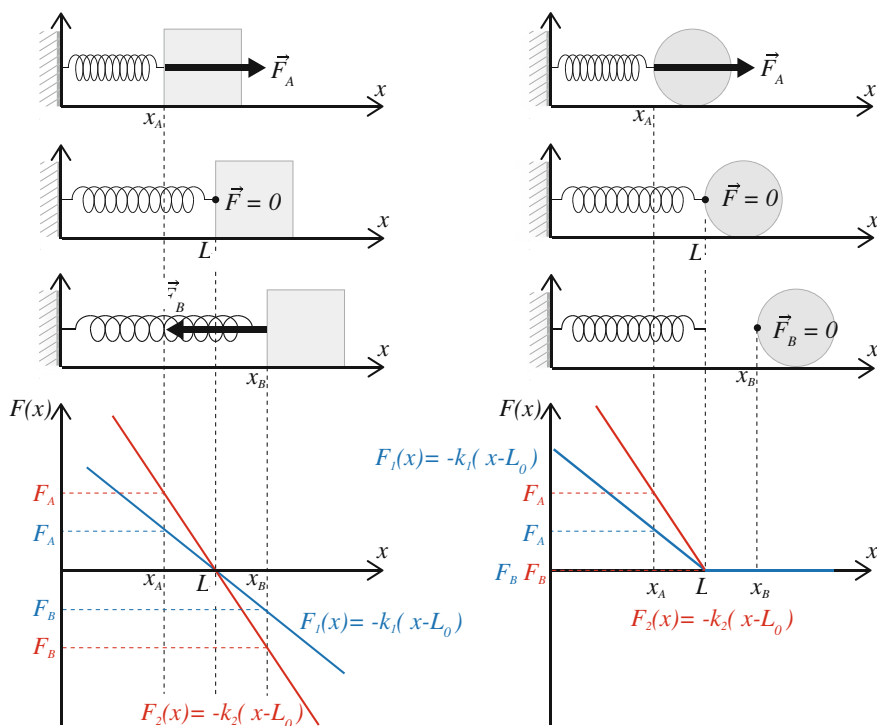 F⃗_A
x
x_A
F⃗ = 0
x
L
F⃗_B
x
x_B
F(x)
F_A
F_A
x_A
L
x_B
x
F_B
F_B
F_1(x)= -k_1( x-L_0 )
F_2(x)= -k_2( x-L_0 )
F⃗_A
x
x_A
F⃗ = 0
x
L
F⃗_B = 0
x
x_B
F(x)
F_1(x)= -k_1( x-L_0 )
F_A
F_A
F_B F_B
x_A
L
x_B
x
F_2(x)= -k_2( x-L_0 )